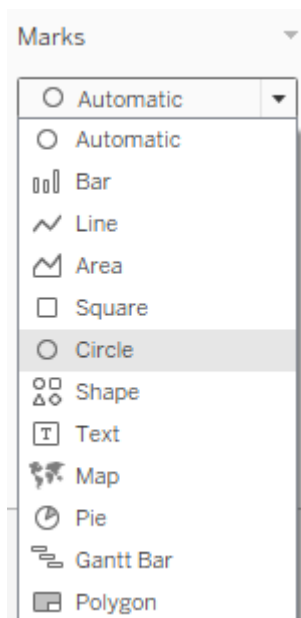 Marks
Automatic
Automatic
Bar
Line
Area
Square
Circle
Shape
T Text
Map
Pie
Gantt Bar
Polygon